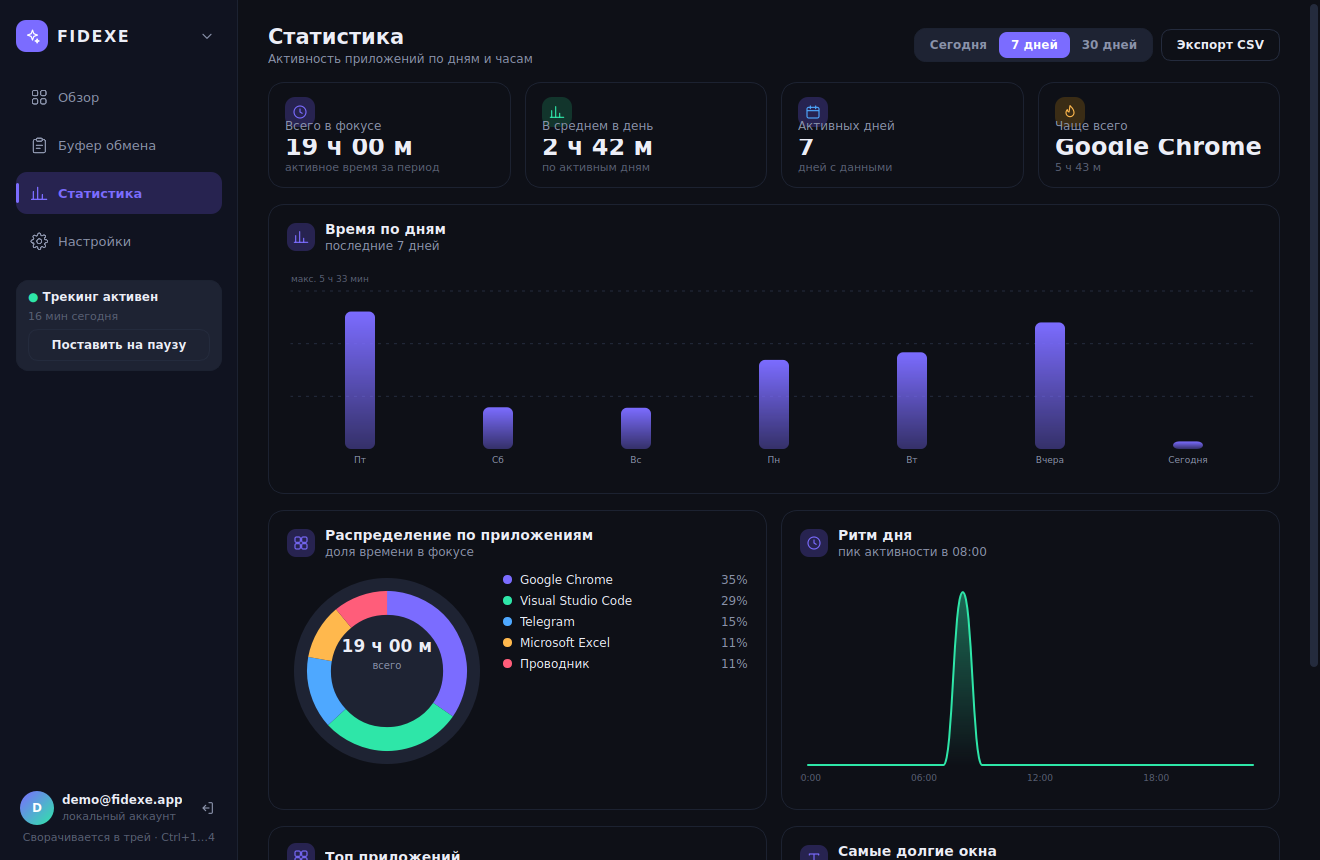 FIDEXE
Обзор
Буфер обмена
Статистика
Настройки
Трекинг активен
16 мин сегодня
Поставить на паузу
D
demo@fidexe.app
локальный аккаунт
Сворачивается в трей · Ctrl+1...4
Статистика
Активность приложений по дням и часам
Сегодня 7 дней 30 дней Экспорт CSV
Всего в фокусе
19 ч 00 м
активное время за период
В среднем в день
2 ч 42 м
по активным дням
Активных дней
7
дней с данными
Чаще всего
Google Chrome
5 ч 43 м
Время по дням
последние 7 дней
макс. 5 ч 33 мин
Пт Сб Вс Пн Вт Вчера Сегодня
Распределение по приложениям
доля времени в фокусе
19 ч 00 м
всего
Google Chrome 35%
Visual Studio Code 29%
Telegram 15%
Microsoft Excel 11%
Проводник 11%
Ритм дня
пик активности в 08:00
0:00 06:00 12:00 18:00
Топ приложений
Самые долгие окна